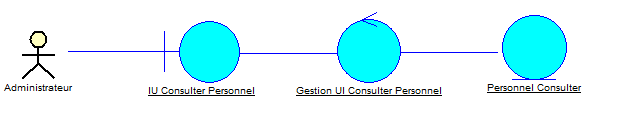 Administrateur
IU Consulter Personnel
Gestion UI Consulter Personnel
Personnel Consulter